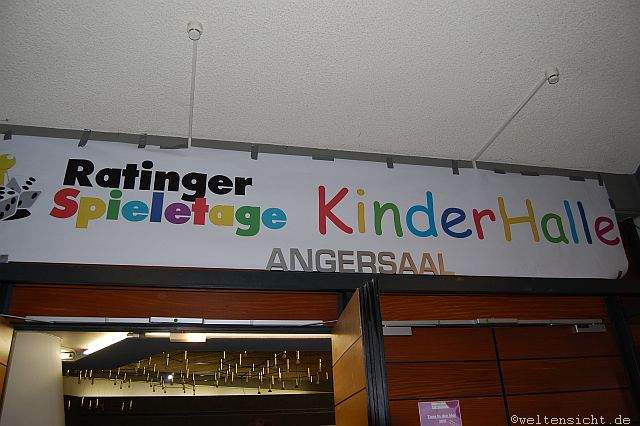 Ratinger
Spieletage
KinderHalle
ANGERSAAL
©weltensicht.de